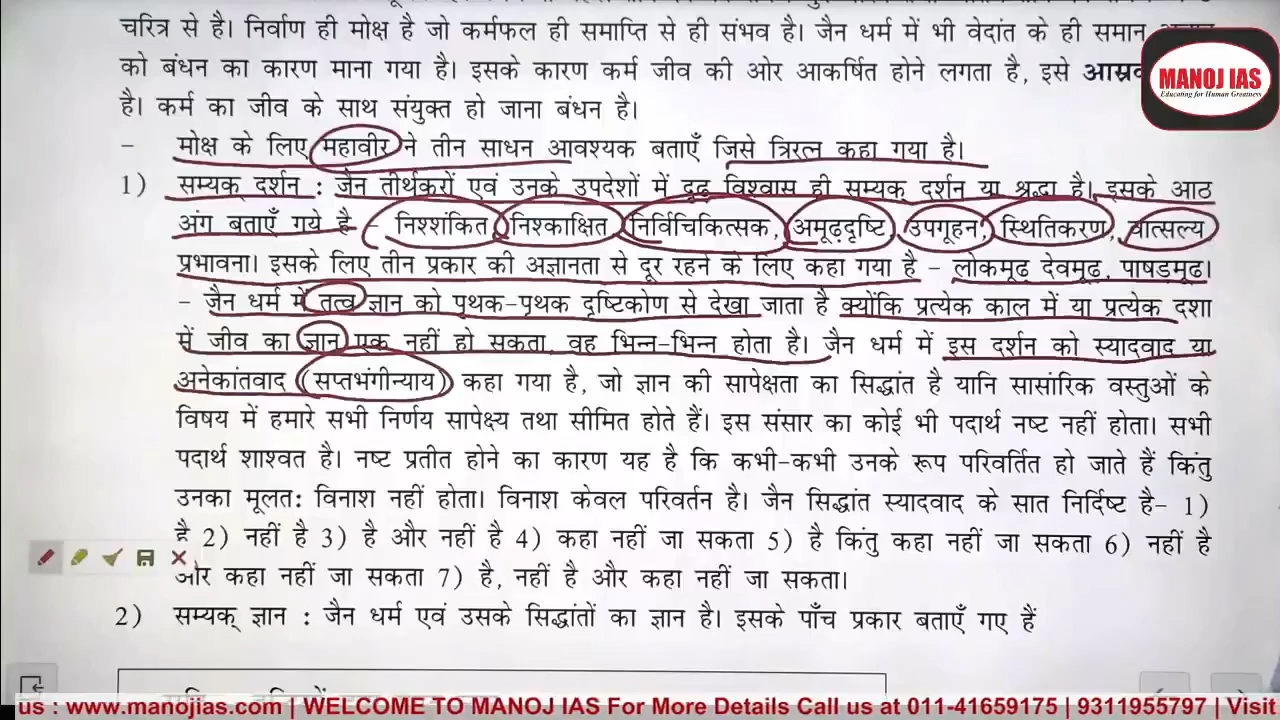 चरित्र से है। निर्वाण ही मोक्ष है जो कर्मफल ही समाप्ति से ही संभव है। जैन धर्म में भी वेदांत के ही समान
को बंधन का कारण माना गया है। इसके कारण कर्म जीव की ओर आकर्षित होने लगता है, इसे
है। कर्म का जीव के साथ संयुक्त हो जाना बंधन है।
- मोक्ष के लिए महावीर ने तीन साधन आवश्यक बताएँ जिसे त्रिरत्न कहा गया है।
1) सम्यक दर्शन : जैन तीर्थकरों एवं उनके उपदेशों में दृढ़ विश्वास ही सम्यक् दर्शन या श्रद्धा है। इसके आठ
अंग बताएँ गये है - निश्शंकित, निश्काक्षित, निर्विचिकित्सक, अमूढ़दृष्टि, उपगूहन, स्थितिकरण, वात्सल्य
प्रभावना। इसके लिए तीन प्रकार की अज्ञानता से दूर रहने के लिए कहा गया है - लोकमूढ़ देवमूढ़, पाषड़मूढ़।
- जैन धर्म में तत्व ज्ञान को पृथक-पृथक द्रष्टिकोण से देखा जाता है क्योंकि प्रत्येक काल में या प्रत्येक दशा
में जीव का ज्ञान एक नहीं हो सकता, वह भिन्न-भिन्न होता है। जैन धर्म में इस दर्शन को स्यादवाद या
अनेकांतवाद (सप्तभंगीन्याय) कहा गया है, जो ज्ञान की सापेक्षता का सिद्धांत है यानि सासांरिक वस्तुओं के
विषय में हमारे सभी निर्णय सापेक्ष्य तथा सीमित होते हैं। इस संसार का कोई भी पदार्थ नष्ट नहीं होता। सभी
पदार्थ शाश्वत है। नष्ट प्रतीत होने का कारण यह है कि कभी-कभी उनके रूप परिवर्तित हो जाते हैं किंतु
उनका मूलत: विनाश नहीं होता। विनाश केवल परिवर्तन है। जैन सिद्धांत स्यादवाद के सात निर्दिष्ट है- 1)
है 2) नहीं है 3) है और नहीं है 4) कहा नहीं जा सकता 5) है किंतु कहा नहीं जा सकता 6) नहीं है
और कहा नहीं जा सकता 7) है, नहीं है और कहा नहीं जा सकता।
2) सम्यक् ज्ञान : जैन धर्म एवं उसके सिद्धांतों का ज्ञान है। इसके पाँच प्रकार बताएँ गए हैं
MANOJ IAS
Educating for Human Greatness
us : www.manojias.com | WELCOME TO MANOJ IAS For More Details Call us at 011-41659175 | 9311955797 | Visit